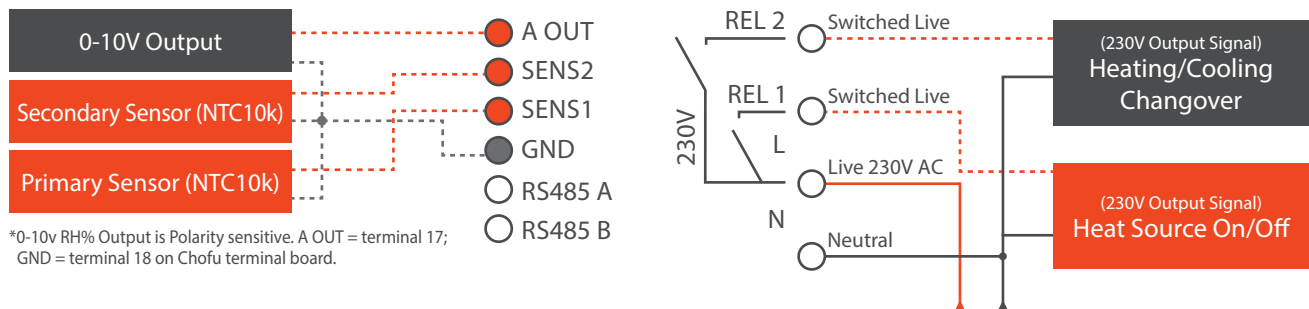 0-10V Output
Secondary Sensor (NTC10k)
Primary Sensor (NTC10k)
*0-10v RH% Output is Polarity sensitive. A OUT = terminal 17;
GND = terminal 18 on Chofu terminal board.
A OUT
SENS2
SENS1
GND
RS485 A
RS485 B
230V
REL 2
REL 1
L
N
Switched Live
Switched Live
Live 230V AC
Neutral
(230V Output Signal)
Heating/Cooling
Changover
(230V Output Signal)
Heat Source On/Off